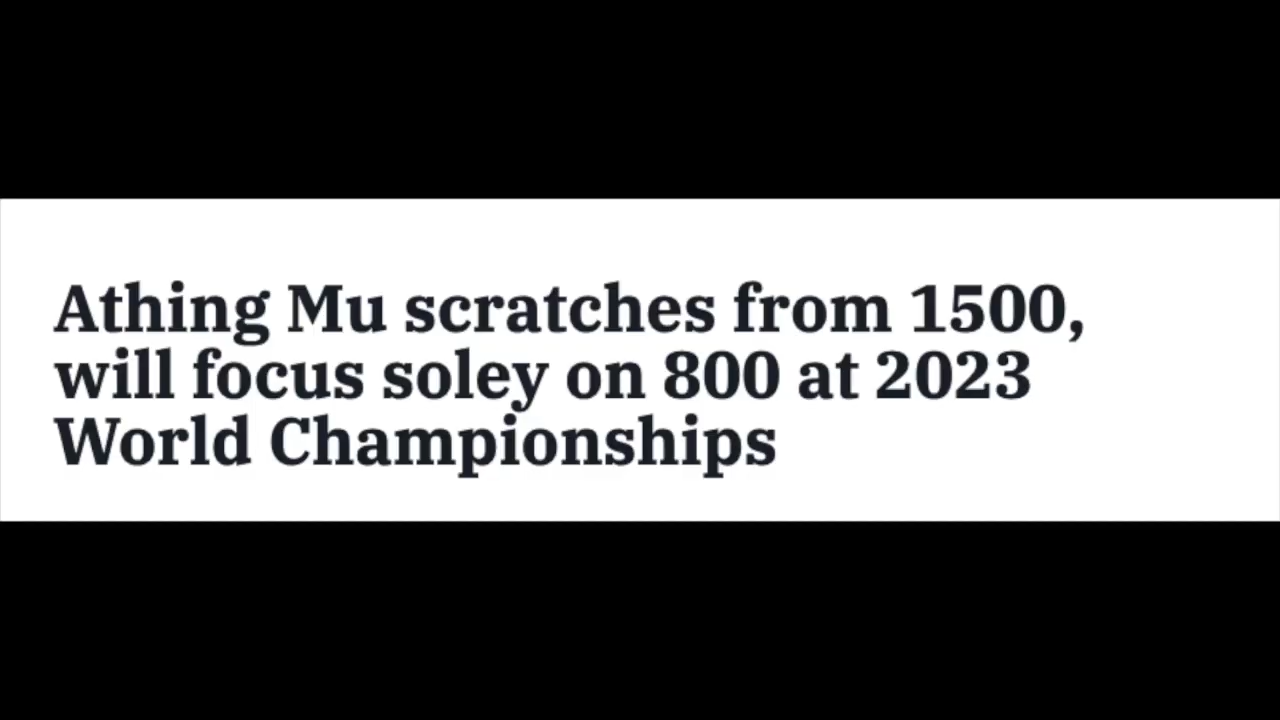 Athing Mu scratches from 1500,
will focus soley on 800 at 2023
World Championships